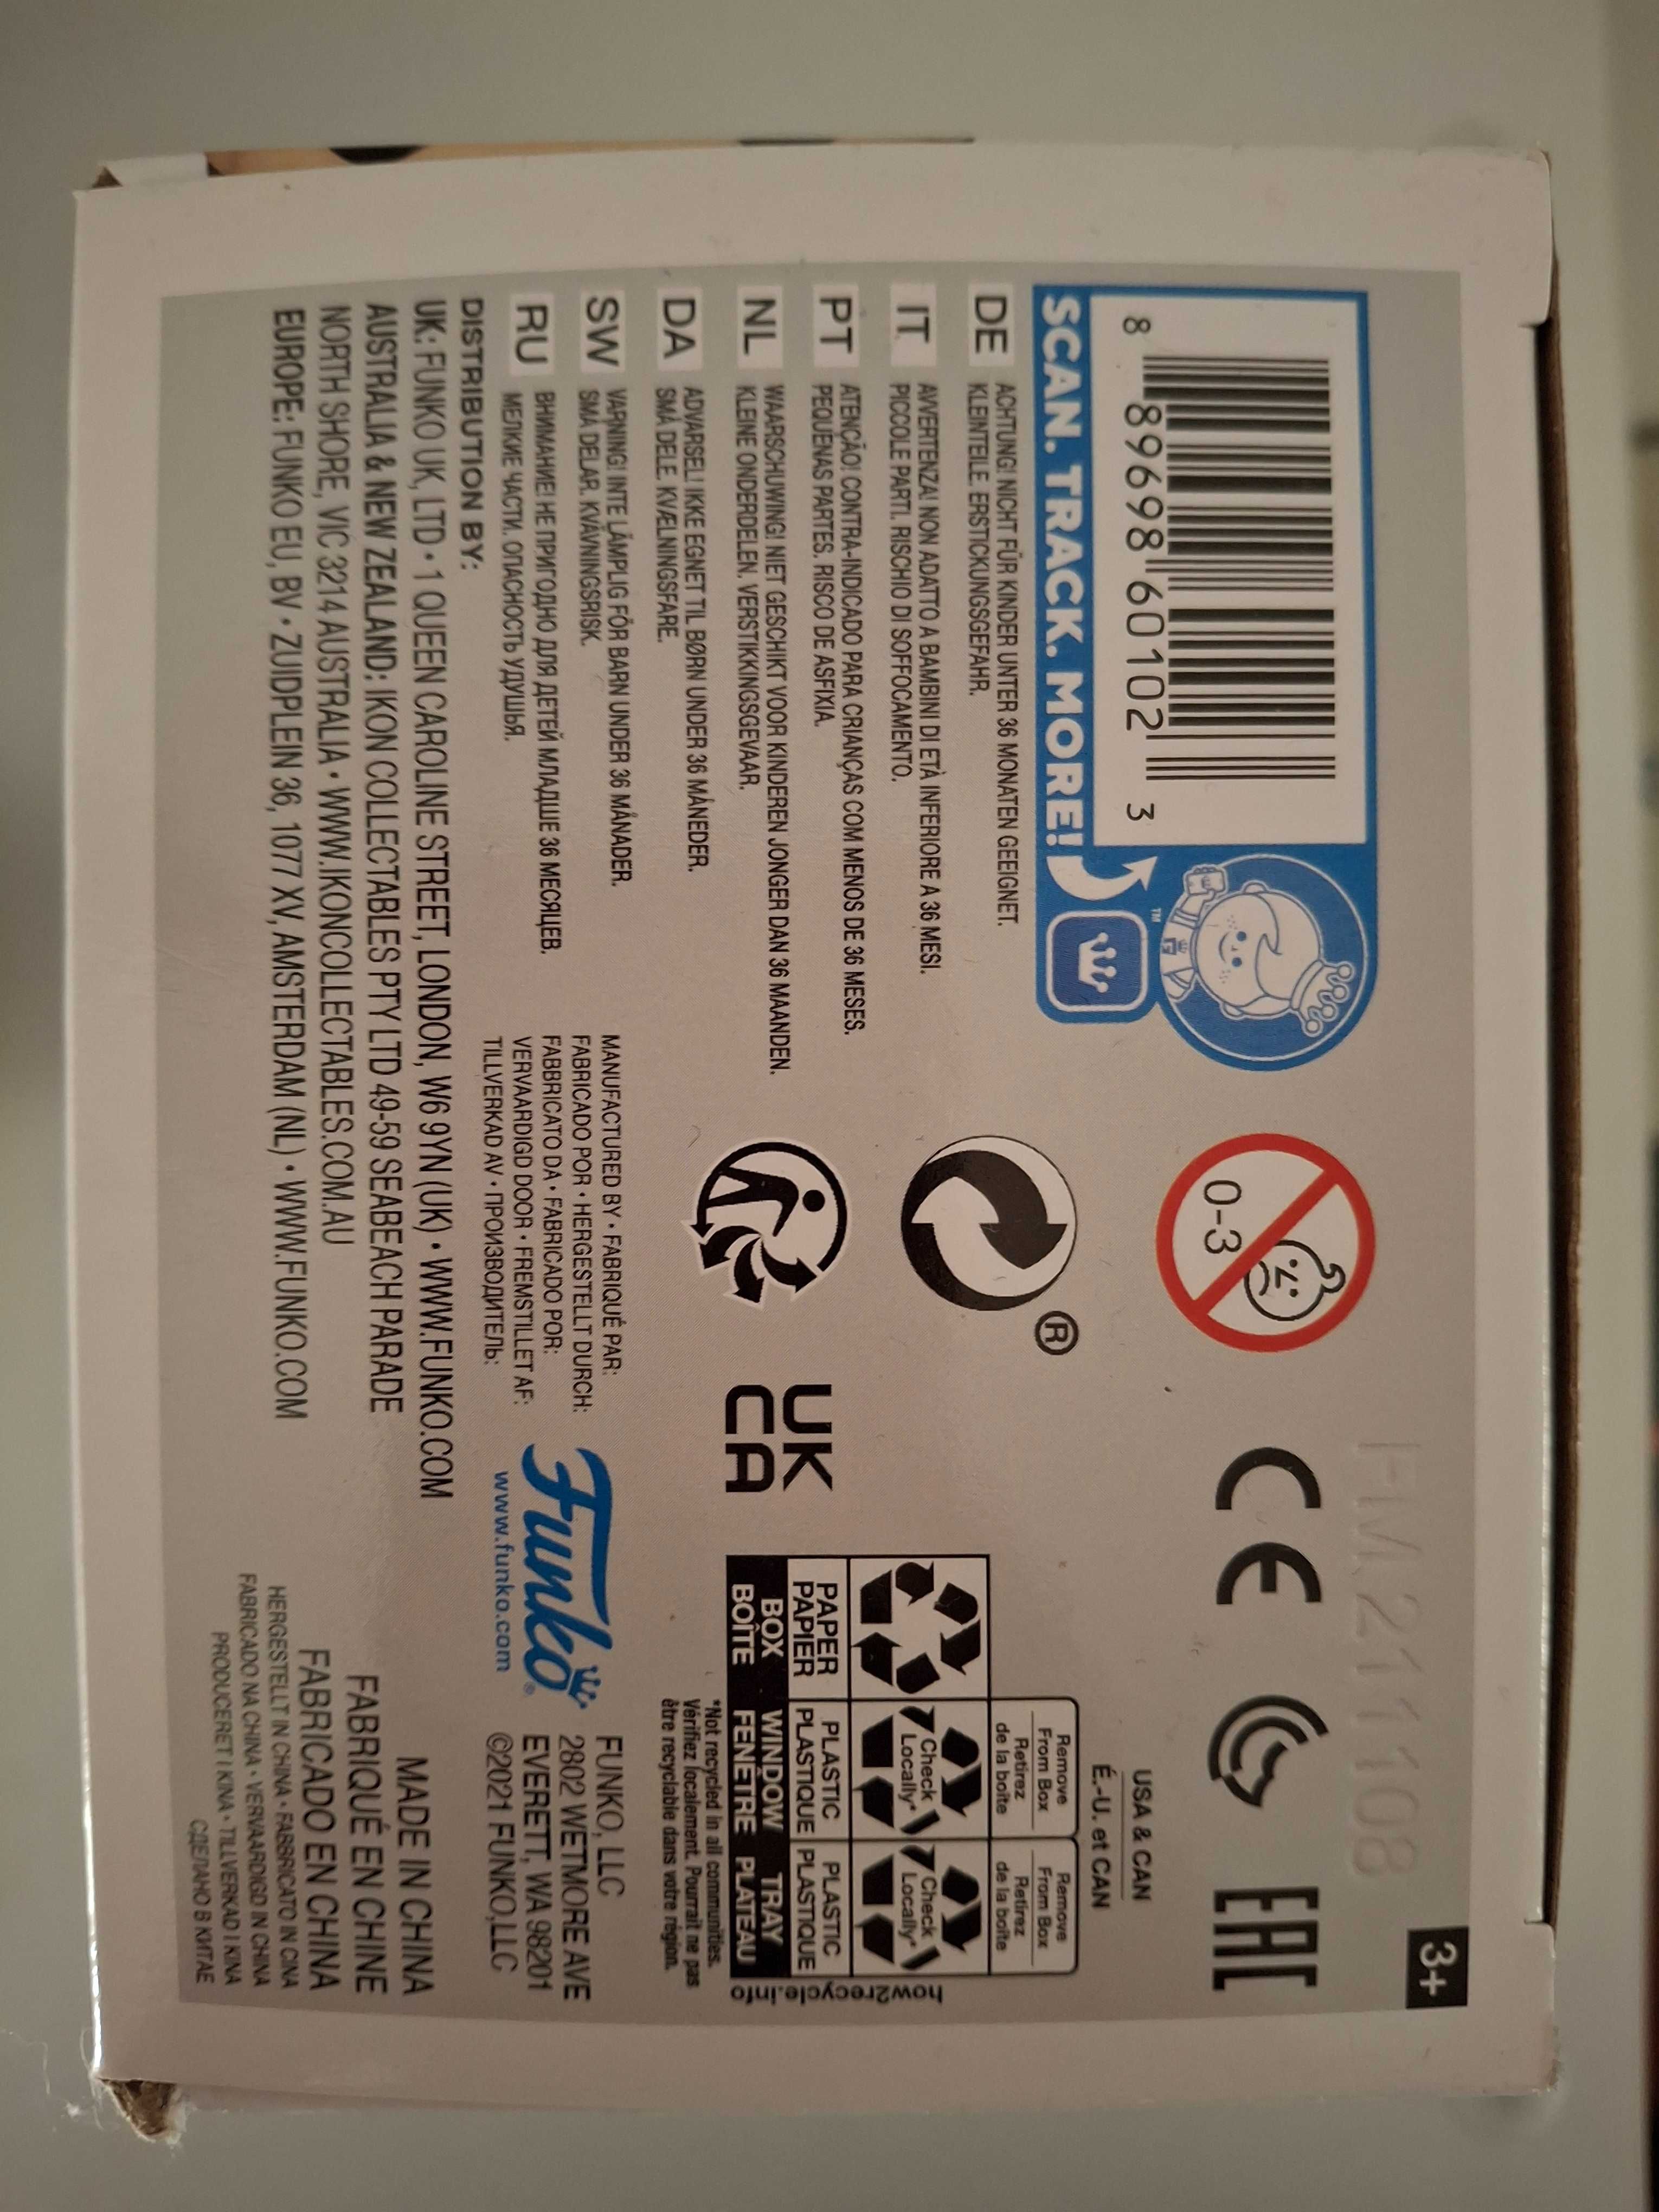 8 89698 60102 3
SCAN. TRACK. MORE!
TM
0-3
FM 2111108
3+
DE ACHTUNG! NICHT FÜR KINDER UNTER 36 MONATEN GEEIGNET.
KLEINTEILE. ERSTICKUNGSGEFAHR.
IT AVVERTENZA! NON ADATTO A BAMBINI DI ETÀ INFERIORE A 36 MESI.
PICCOLE PARTI. RISCHIO DI SOFFOCAMENTO.
PT ATENÇÃO! CONTRA-INDICADO PARA CRIANÇAS COM MENOS DE 36 MESES.
PEQUENAS PARTES. RISCO DE ASFIXIA.
NL WAARSCHUWING! NIET GESCHIKT VOOR KINDEREN JONGER DAN 36 MAANDEN.
KLEINE ONDERDELEN. VERSTIKKINGSGEVAAR.
DA ADVARSEL! IKKE EGNET TIL BØRN UNDER 36 MÅNEDER.
SMÅ DELE. KVÆLNINGSFARE.
SW VARNING! INTE LÄMPLIG FÖR BARN UNDER 36 MÅNADER.
SMÅ DELAR. KVÄVNINGSRISK.
RU ВНИМАНИЕ! НЕ ПРИГОДНО ДЛЯ ДЕТЕЙ МЛАДШЕ 36 МЕСЯЦЕВ.
МЕЛКИЕ ЧАСТИ. ОПАСНОСТЬ УДУШЬЯ.
®
CE
EAC
UK
CA
USA & CAN
É.-U. et CAN
Remove
From Box
Retirez
de la boîte
Remove
From Box
Retirez
de la boîte
Check
Locally*
Check
Locally*
PAPER
PAPIER
PLASTIC
PLASTIQUE
PLASTIC
PLASTIQUE
BOX
BOÎTE
WINDOW
FENÊTRE
TRAY
PLATEAU
how2recycle.info
*Not recycled in all communities.
Vérifiez localement. Pourrait ne pas
être recyclable dans votre région.
MANUFACTURED BY • FABRIQUÉ PAR:
FABRICADO POR • HERGESTELLT DURCH:
FABBRICATO DA • FABRICADO POR:
VERVAARDIGD DOOR • FREMSTILLET AF:
TILLVERKAD AV • ПРОИЗВОДИТЕЛЬ:
Funko®
www.funko.com
FUNKO, LLC
2802 WETMORE AVE
EVERETT, WA 98201
©2021 FUNKO,LLC
DISTRIBUTION BY:
UK: FUNKO UK, LTD • 1 QUEEN CAROLINE STREET, LONDON, W6 9YN (UK) • WWW.FUNKO.COM
AUSTRALIA & NEW ZEALAND: IKON COLLECTABLES PTY LTD 49-59 SEABEACH PARADE
NORTH SHORE, VIC 3214 AUSTRALIA • WWW.IKONCOLLECTABLES.COM.AU
EUROPE: FUNKO EU, BV • ZUIDPLEIN 36, 1077 XV, AMSTERDAM (NL) • WWW.FUNKO.COM
MADE IN CHINA
FABRIQUÉ EN CHINE
FABRICADO EN CHINA
HERGESTELLT IN CHINA • FABBRICATO IN CINA
FABRICADO NA CHINA • VERVAARDIGD IN CHINA
PRODUCERET I KINA • TILLVERKAD I KINA
СДЕЛАНО В КИТАЕ